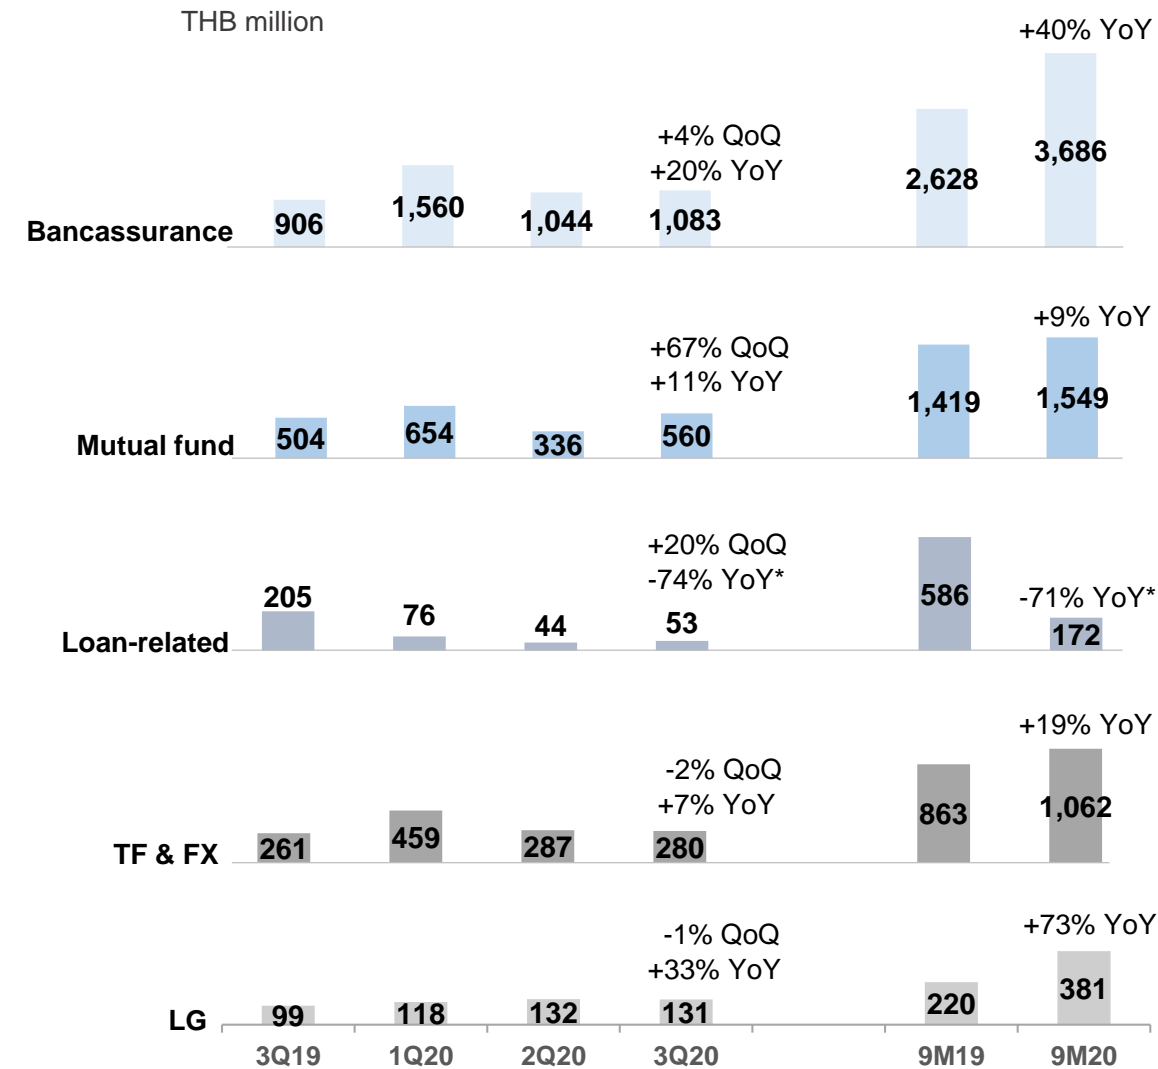 THB million
+40% YoY
+4% QoQ
+20% YoY
Bancassurance 906 1,560 1,044 1,083 2,628 3,686
+9% YoY
+67% QoQ
+11% YoY
Mutual fund 504 654 336 560 1,419 1,549
+20% QoQ
-74% YoY*
-71% YoY*
Loan-related 205 76 44 53 586 172
+19% YoY
-2% QoQ
+7% YoY
TF & FX 261 459 287 280 863 1,062
+73% YoY
-1% QoQ
+33% YoY
LG 99 118 132 131 220 381
3Q19 1Q20 2Q20 3Q20 9M19 9M20